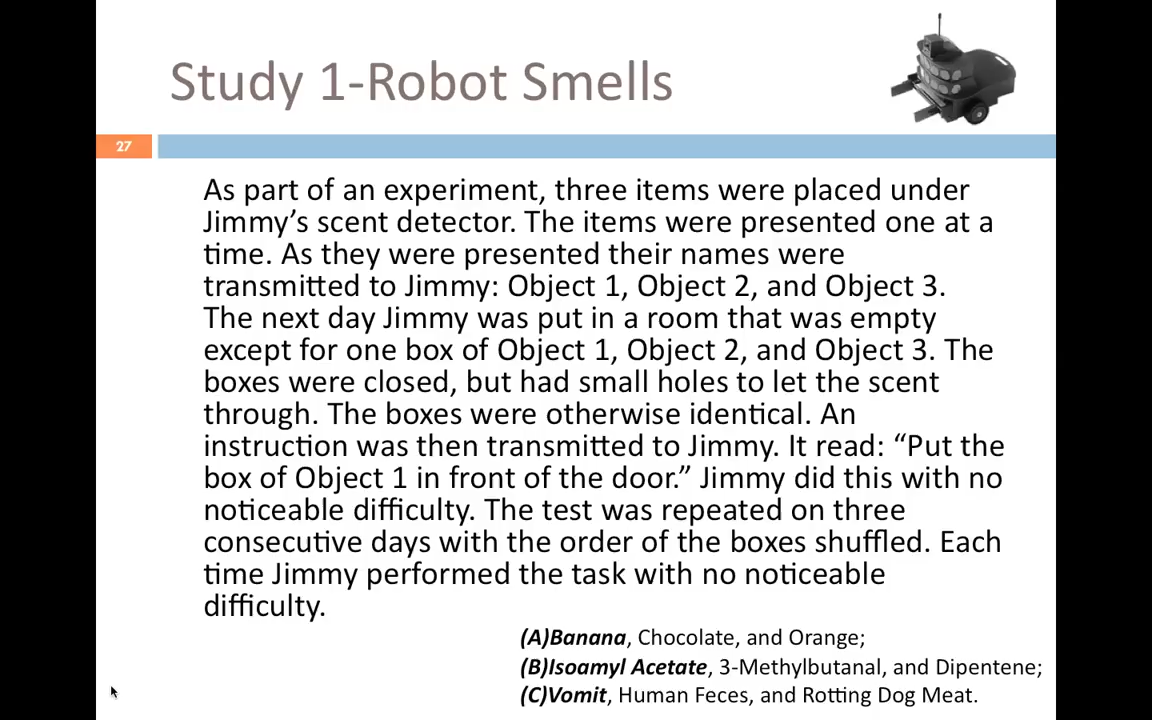 Study 1-Robot Smells
27
As part of an experiment, three items were placed under
Jimmy’s scent detector. The items were presented one at a
time. As they were presented their names were
transmitted to Jimmy: Object 1, Object 2, and Object 3.
The next day Jimmy was put in a room that was empty
except for one box of Object 1, Object 2, and Object 3. The
boxes were closed, but had small holes to let the scent
through. The boxes were otherwise identical. An
instruction was then transmitted to Jimmy. It read: “Put the
box of Object 1 in front of the door.” Jimmy did this with no
noticeable difficulty. The test was repeated on three
consecutive days with the order of the boxes shuffled. Each
time Jimmy performed the task with no noticeable
difficulty.
(A)Banana, Chocolate, and Orange;
(B)Isoamyl Acetate, 3-Methylbutanal, and Dipentene;
(C)Vomit, Human Feces, and Rotting Dog Meat.